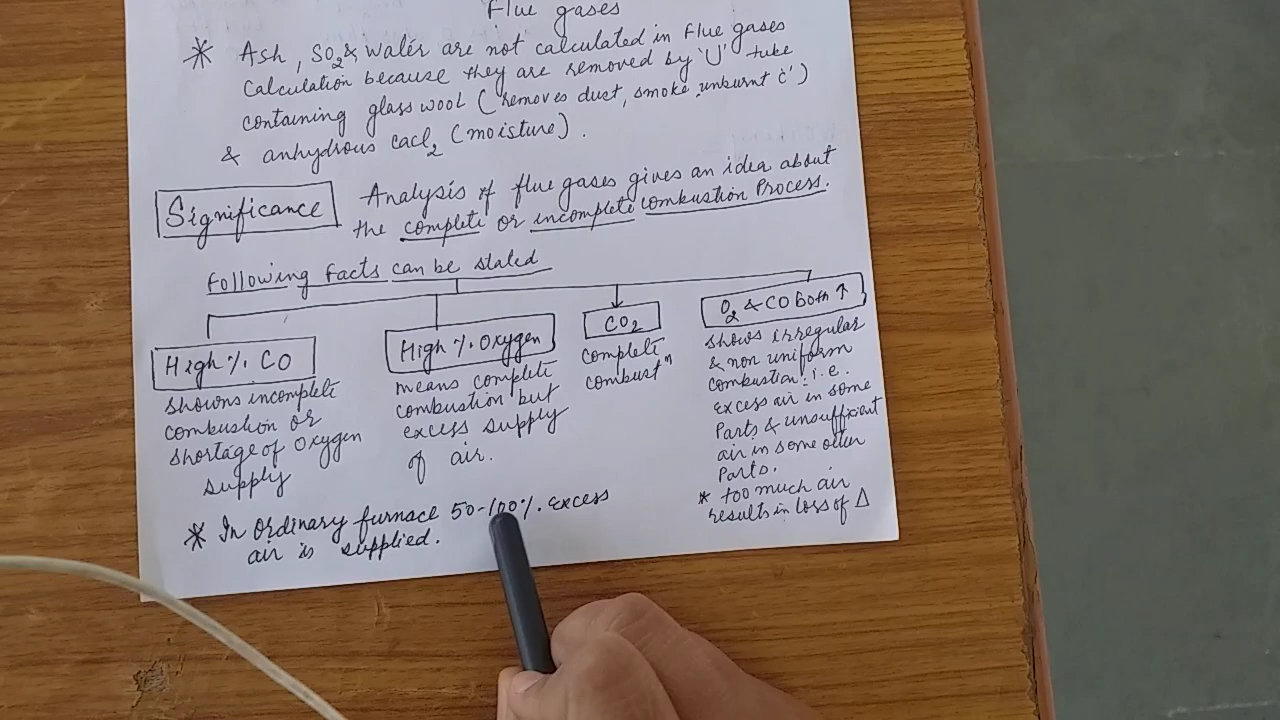 Flue gases
* Ash, SO2 & Water are not calculated in Flue gases
calculation because they are removed by 'U' tube
containing glass wool (removes dust, smoke, unburnt 'c')
& anhydrous cacl2 (moisture).
Significance
Analysis of flue gases gives an idea about
the complete or incomplete combustion Process.
Following Facts can be stated
High % CO
showns incomplete
combustion or
shortage of oxygen
supply
High % Oxygen
means complete
combustion but
excess supply
of air.
CO2
complete
combustⁿ
O2 & CO both ↑
shows irregular
& non uniform
combustion: i.e.
excess air in some
Parts & unsufficient
air in some other
Parts.
* too much air
results in loss of Δ
* In ordinary furnace 50-100% excess
air is supplied.